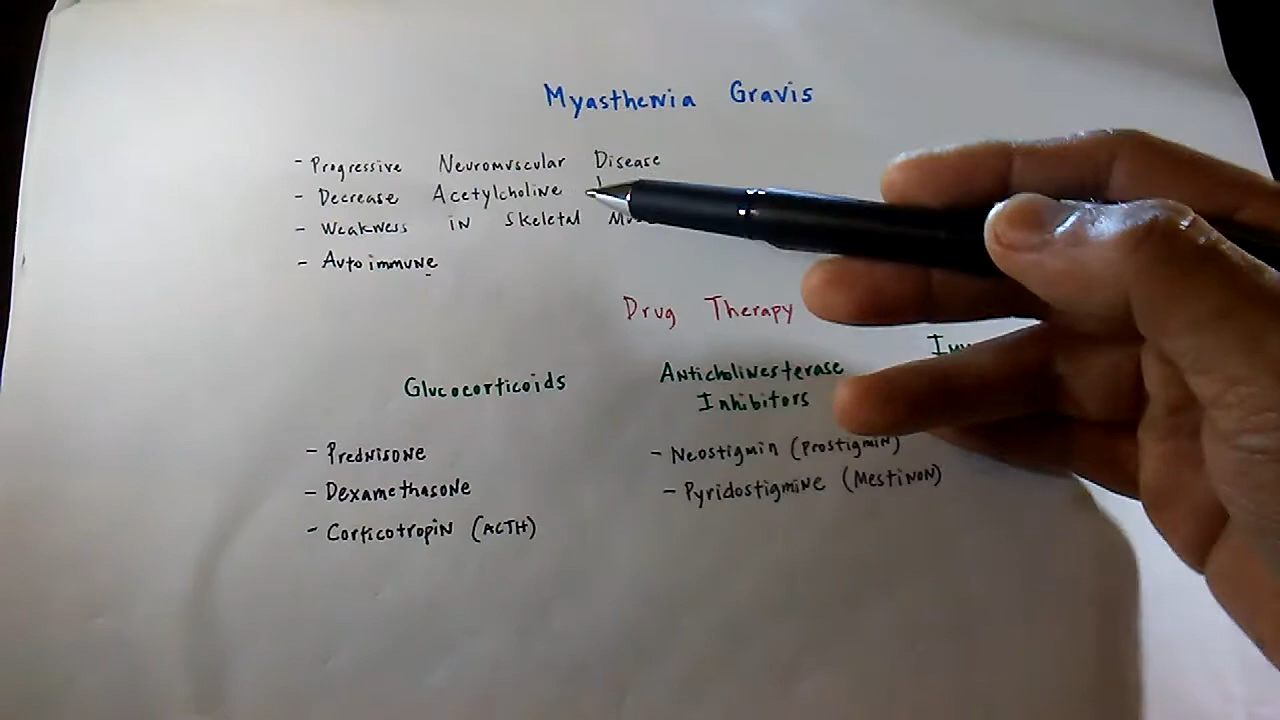 Myasthenia Gravis
- Progressive Neuromuscular Disease
- Decrease Acetylcholine
- Weakness in Skeletal
- Autoimmune
Drug Therapy
Glucocorticoids
- Prednisone
- Dexamethasone
- Corticotropin (ACTH)
Anticholinesterase
Inhibitors
- Neostigmin (Prostigmin)
- Pyridostigmine (Mestinon)